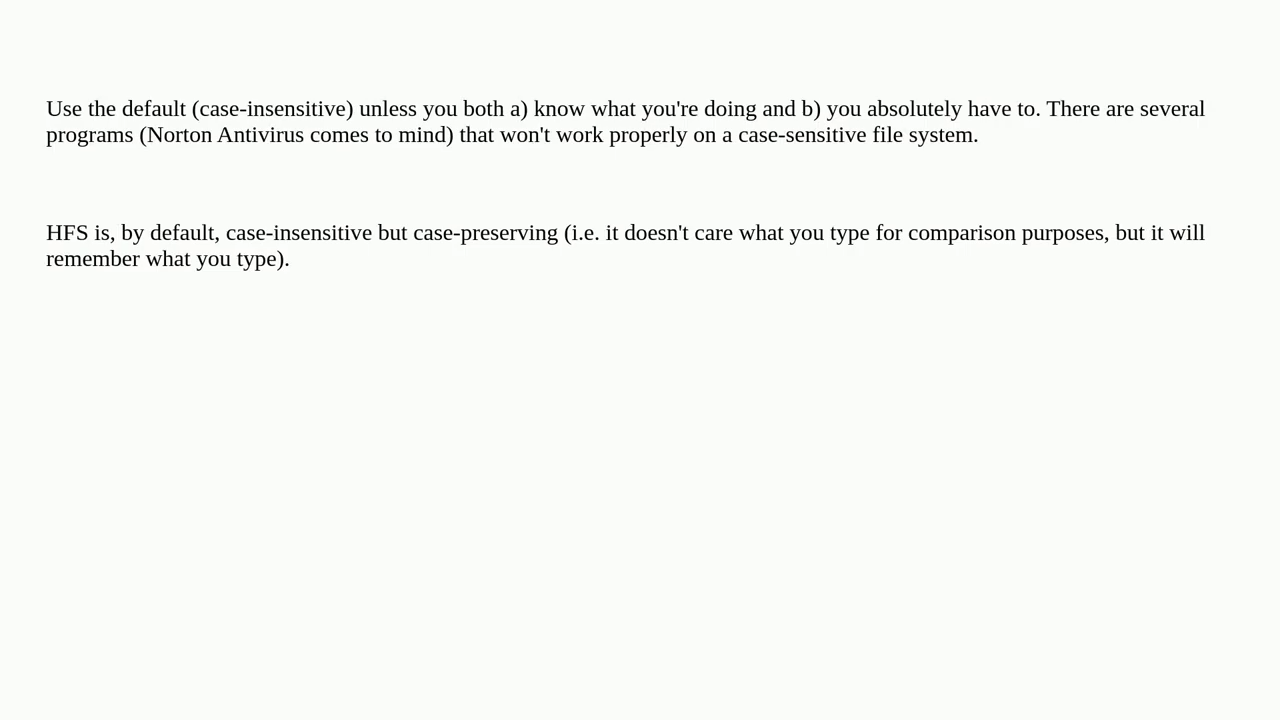 Use the default (case-insensitive) unless you both a) know what you're doing and b) you absolutely have to. There are several
programs (Norton Antivirus comes to mind) that won't work properly on a case-sensitive file system.
HFS is, by default, case-insensitive but case-preserving (i.e. it doesn't care what you type for comparison purposes, but it will
remember what you type).